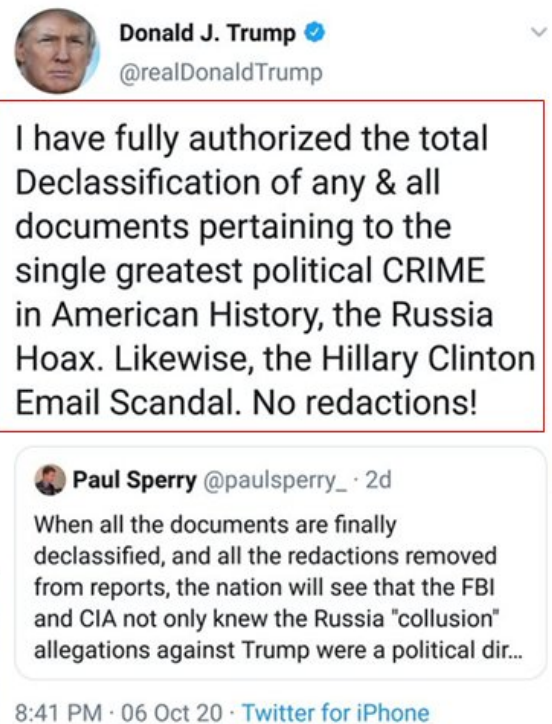 Donald J. Trump
@realDonaldTrump
I have fully authorized the total
Declassification of any & all
documents pertaining to the
single greatest political CRIME
in American History, the Russia
Hoax. Likewise, the Hillary Clinton
Email Scandal. No redactions!
Paul Sperry @paulsperry_ · 2d
When all the documents are finally
declassified, and all the redactions removed
from reports, the nation will see that the FBI
and CIA not only knew the Russia "collusion"
allegations against Trump were a political dir...
8:41 PM · 06 Oct 20 · Twitter for iPhone